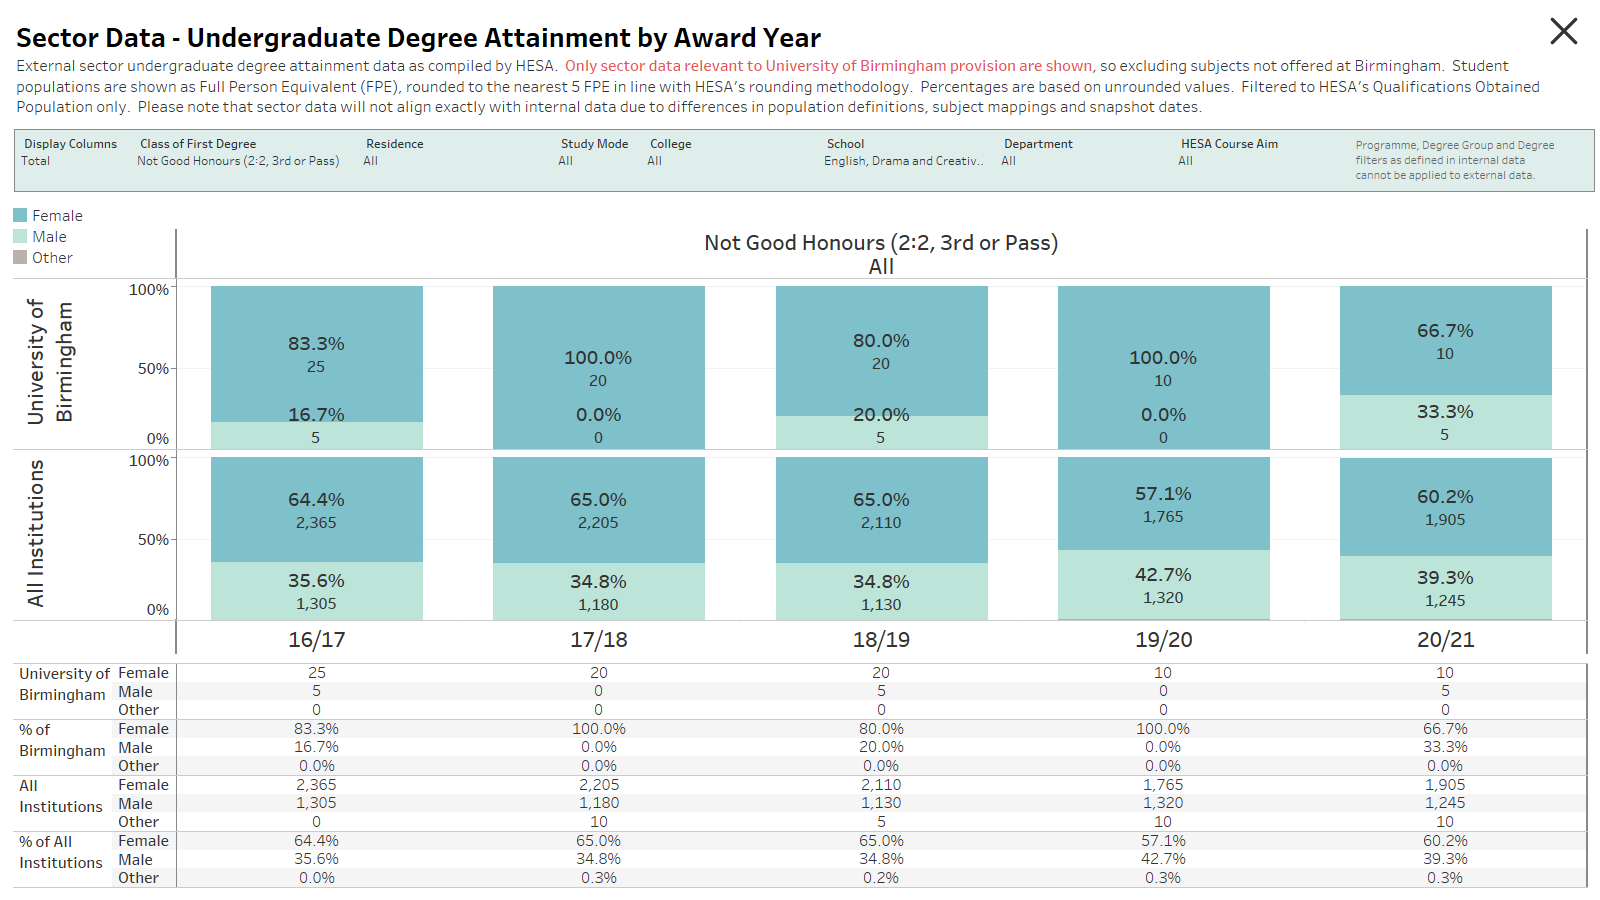 Sector Data - Undergraduate Degree Attainment by Award Year
External sector undergraduate degree attainment data as compiled by HESA. Only sector data relevant to University of Birmingham provision are shown, so excluding subjects not offered at Birmingham. Student
populations are shown as Full Person Equivalent (FPE), rounded to the nearest 5 FPE in line with HESA's rounding methodology. Percentages are based on unrounded values. Filtered to HESA's Qualifications Obtained
Population only. Please note that sector data will not align exactly with internal data due to differences in population definitions, subject mappings and snapshot dates.
Display Columns Class of First Degree Residence Study Mode College School Department HESA Course Aim
Total Not Good Honours (2:2, 3rd or Pass) All All All English, Drama and Creativ.. All All
Programme, Degree Group and Degree
filters as defined in internal data
cannot be applied to external data.
Female
Male
Other
Not Good Honours (2:2, 3rd or Pass)
All
University of
Birmingham
100%
50%
0%
83.3%
25
16.7%
5
100.0%
20
0.0%
0
80.0%
20
20.0%
5
100.0%
10
0.0%
0
66.7%
10
33.3%
5
All Institutions
100%
50%
0%
64.4%
2,365
35.6%
1,305
65.0%
2,205
34.8%
1,180
65.0%
2,110
34.8%
1,130
57.1%
1,765
42.7%
1,320
60.2%
1,905
39.3%
1,245
16/17 17/18 18/19 19/20 20/21
University of
Birmingham
Female 25 20 20 10 10
Male 5 0 5 0 5
Other 0 0 0 0 0
% of
Birmingham
Female 83.3% 100.0% 80.0% 100.0% 66.7%
Male 16.7% 0.0% 20.0% 0.0% 33.3%
Other 0.0% 0.0% 0.0% 0.0% 0.0%
All
Institutions
Female 2,365 2,205 2,110 1,765 1,905
Male 1,305 1,180 1,130 1,320 1,245
Other 0 10 5 10 10
% of All
Institutions
Female 64.4% 65.0% 65.0% 57.1% 60.2%
Male 35.6% 34.8% 34.8% 42.7% 39.3%
Other 0.0% 0.3% 0.2% 0.3% 0.3%